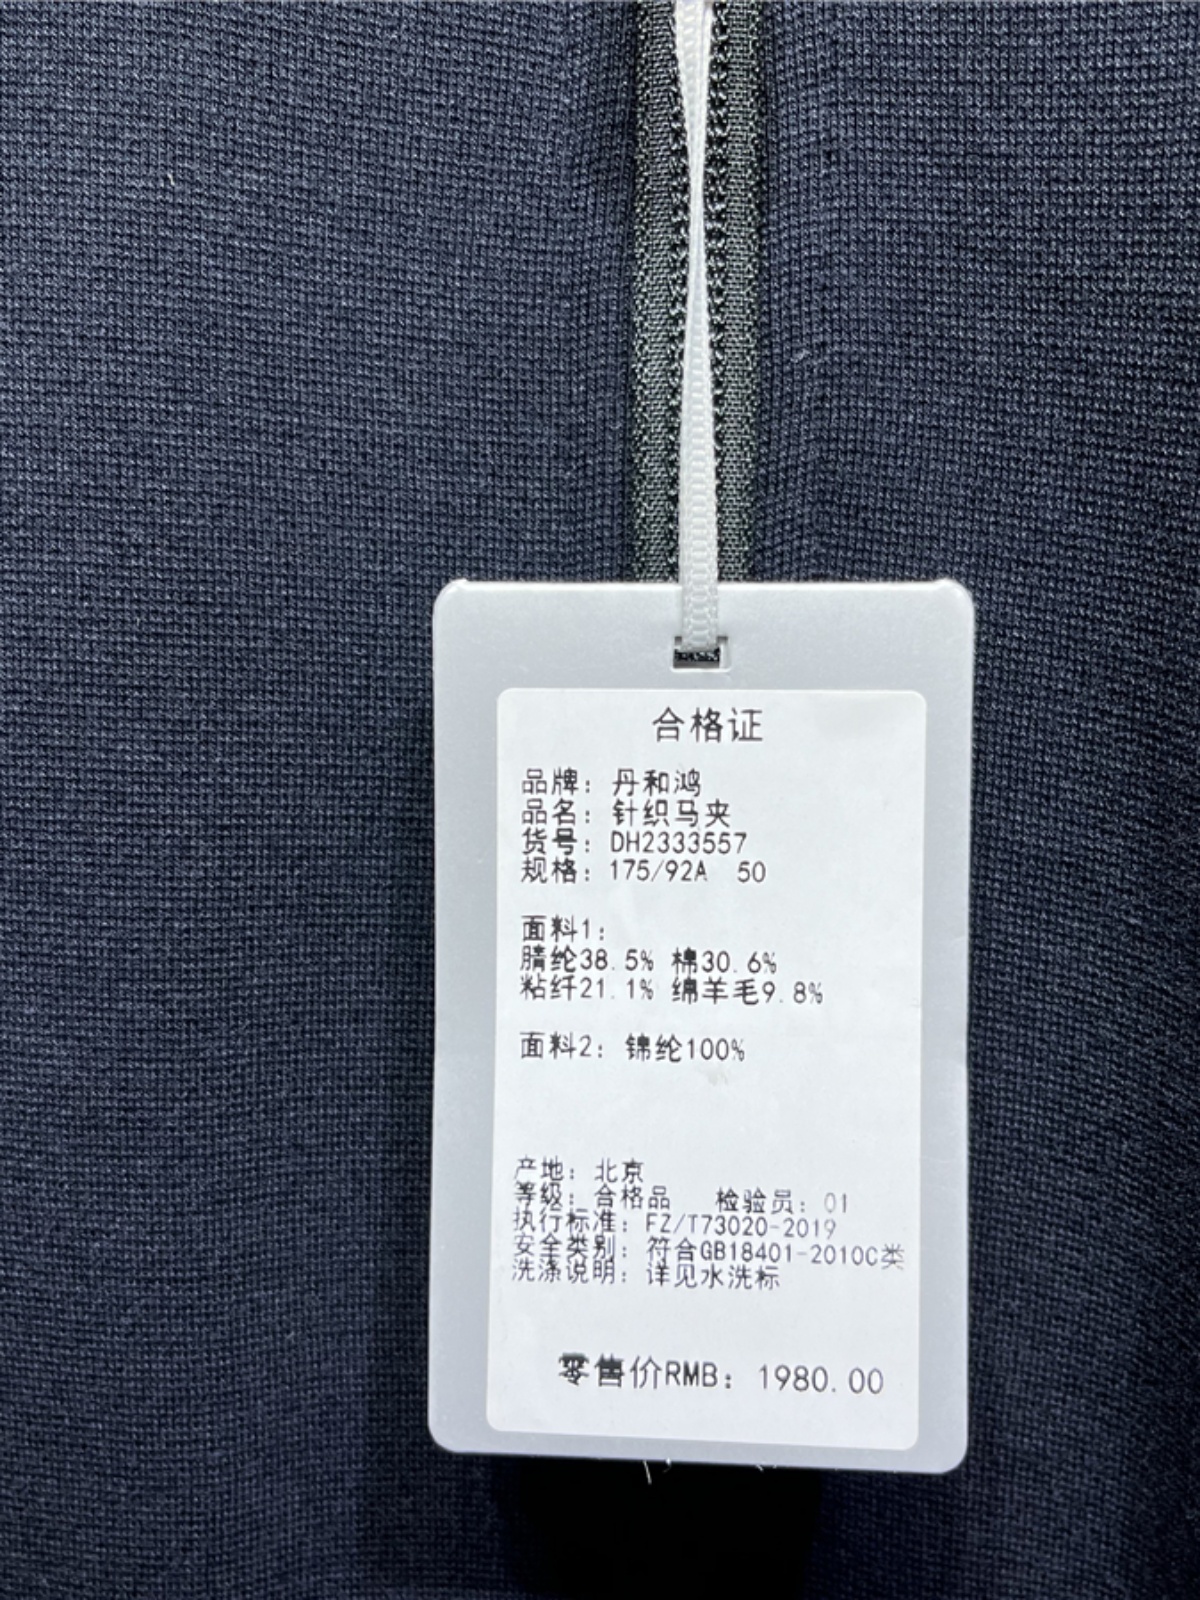 合格证
品牌：丹和鸿
品名：针织马夹
货号：DH2333557
规格：175/92A 50
面料1：
腈纶38.5% 棉30.6%
粘纤21.1% 绵羊毛9.8%
面料2：锦纶100%
产地：北京
等级：合格品 检验员：01
执行标准：FZ/T73020-2019
安全类别：符合GB18401-2010C类
洗涤说明：详见水洗标
零售价RMB：1980.00